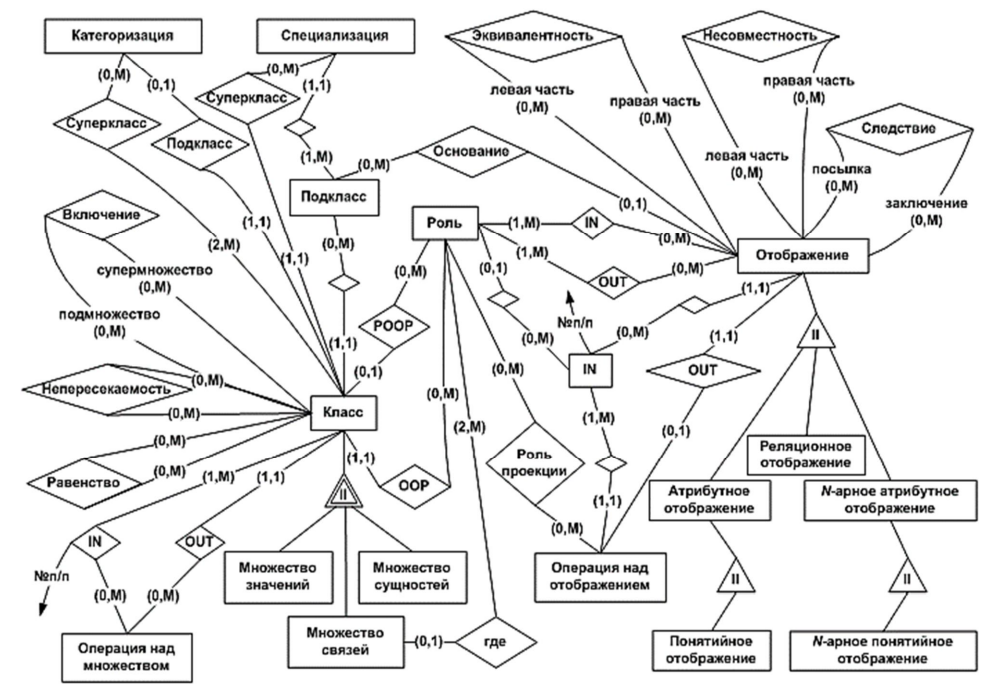 Категоризация
Специализация
Эквивалентность
Несовместность
(0,M)
(0,1)
(0,M)
(1,1)
левая часть
(0,M)
правая часть
(0,M)
правая часть
(0,M)
Суперкласс
Суперкласс
Подкласс
(1,M)
(0,M)
Основание
левая часть
(0,M)
Следствие
посылка
(0,M)
заключение
(0,M)
Подкласс
(0,1)
Включение
(1,1)
(2,M)
(1,1)
(0,M)
Роль
(1,M)
IN
(0,M)
Отображение
супермножество
(0,M)
подмножество
(0,M)
(0,M)
(0,1)
(1,M)
OUT
(0,M)
(1,1)
№п/п
(0,M)
(0,M)
POOP
(1,1)
(0,1)
II
(1,1)
IN
OUT
Непересекаемость
(0,M)
(0,M)
Класс
(0,M)
(0,M)
(2,M)
(1,M)
(0,1)
(0,M)
(0,M)
Равенство
(1,M)
(1,1)
(1,1)
OOP
Роль
проекции
(1,1)
(0,M)
Реляционное
отображение
Атрибутное
отображение
N-арное атрибутное
отображение
II
IN
OUT
№п/п
(0,M)
(0,M)
Множество
значений
Множество
сущностей
Операция над
отображением
II
II
Операция над
множеством
Множество
связей
(0,1)
где
Понятийное
отображение
N-арное понятийное
отображение